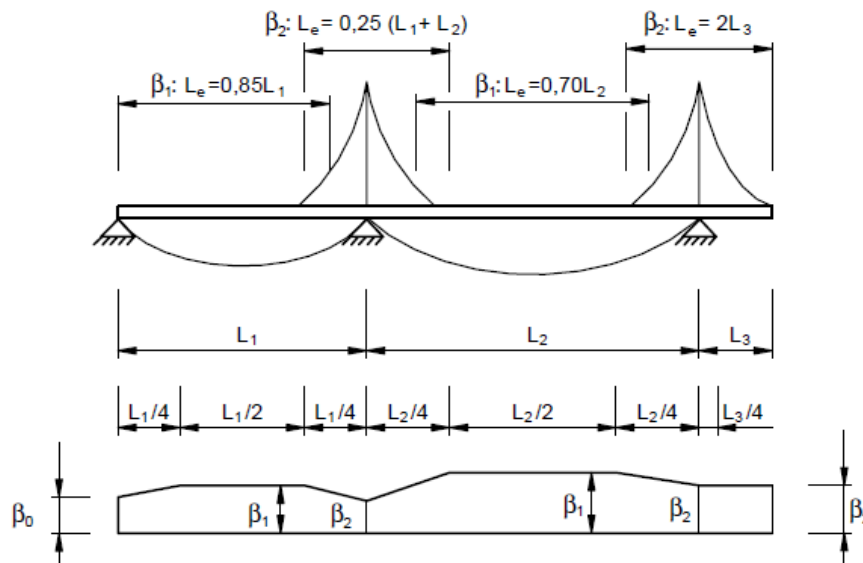 β₂: Lₑ= 0,25 (L₁+ L₂)
β₂: Lₑ= 2L₃
β₁: Lₑ=0,85L₁
β₁: Lₑ=0,70L₂
L₁
L₂
L₃
L₁/4
L₁/2
L₁/4
L₂/4
L₂/2
L₂/4
L₃/4
β₀
β₁
β₂
β₁
β₂
β